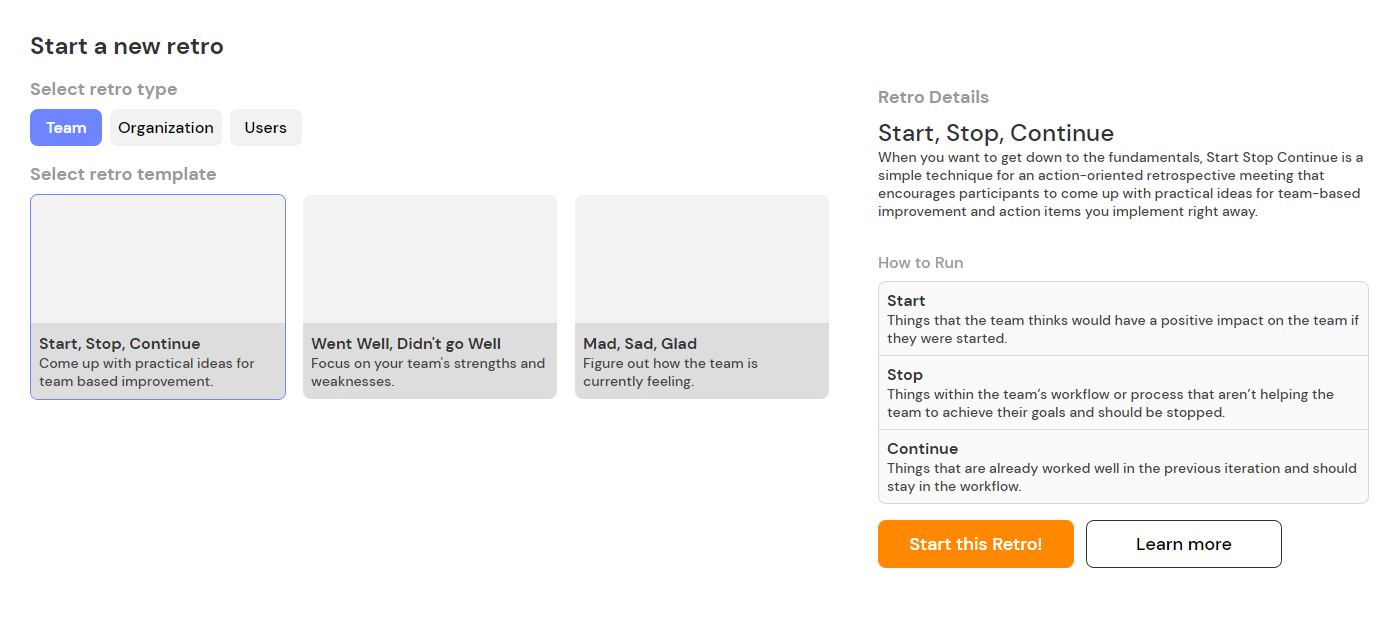 Start a new retro
Select retro type
Team
Organization
Users
Select retro template
Start, Stop, Continue
Come up with practical ideas for
team based improvement.
Went Well, Didn't go Well
Focus on your team's strengths and
weaknesses.
Mad, Sad, Glad
Figure out how the team is
currently feeling.
Retro Details
Start, Stop, Continue
When you want to get down to the fundamentals, Start Stop Continue is a
simple technique for an action-oriented retrospective meeting that
encourages participants to come up with practical ideas for team-based
improvement and action items you implement right away.
How to Run
Start
Things that the team thinks would have a positive impact on the team if
they were started.
Stop
Things within the team’s workflow or process that aren’t helping the
team to achieve their goals and should be stopped.
Continue
Things that are already worked well in the previous iteration and should
stay in the workflow.
Start this Retro!
Learn more